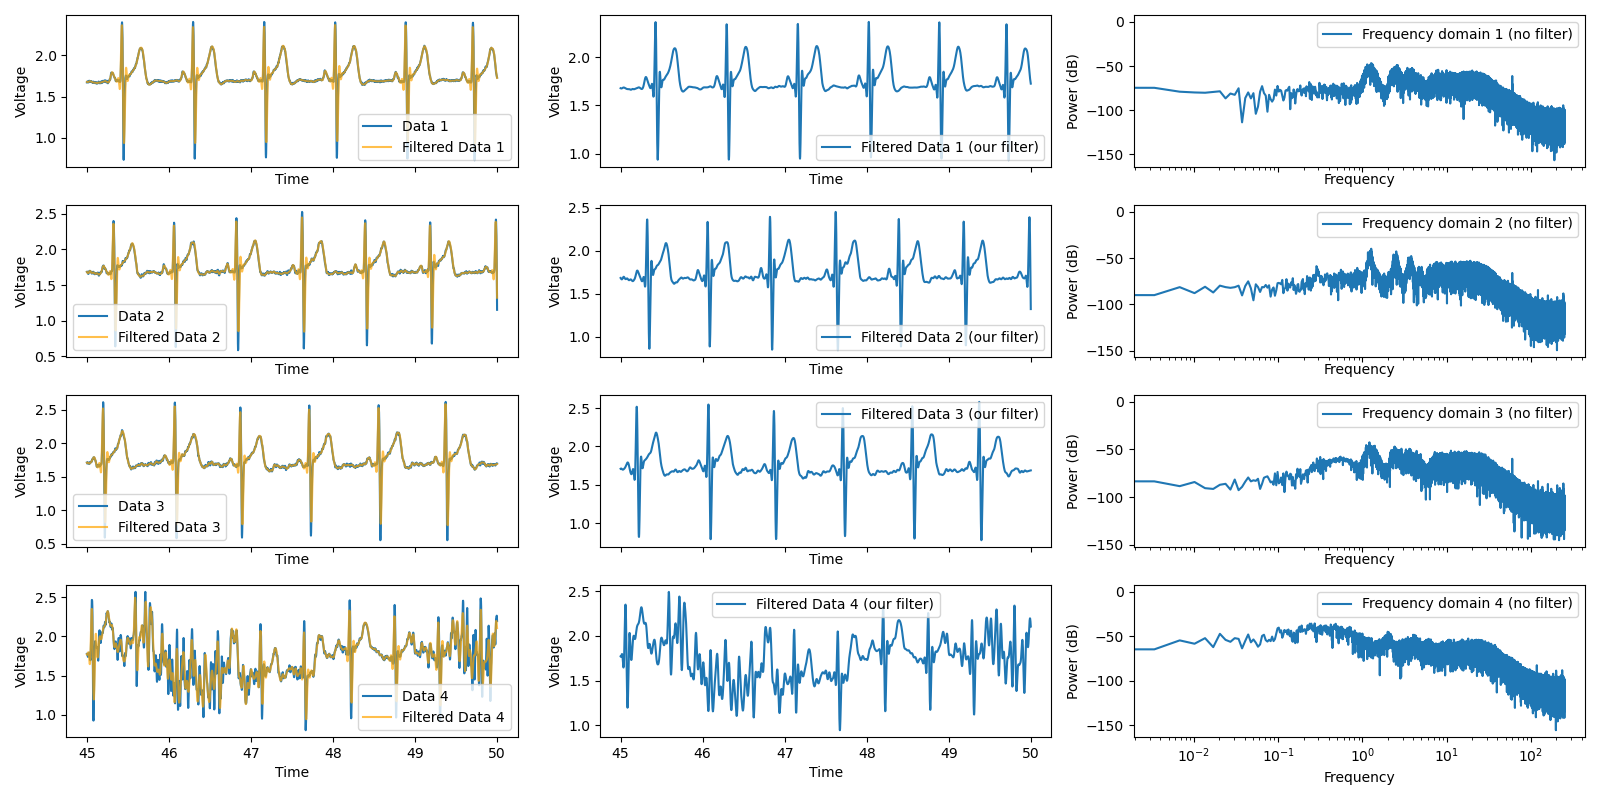 Voltage
2.0
1.5
1.0
Data 1
Filtered Data 1
Time
Voltage
2.0
1.5
1.0
Filtered Data 1 (our filter)
Time
Power (dB)
0
−50
−100
−150
Frequency domain 1 (no filter)
Frequency
Voltage
2.5
2.0
1.5
1.0
0.5
Data 2
Filtered Data 2
Time
Voltage
2.5
2.0
1.5
1.0
Filtered Data 2 (our filter)
Time
Power (dB)
0
−50
−100
−150
Frequency domain 2 (no filter)
Frequency
Voltage
2.5
2.0
1.5
1.0
0.5
Data 3
Filtered Data 3
Time
Voltage
2.5
2.0
1.5
1.0
Filtered Data 3 (our filter)
Time
Power (dB)
0
−50
−100
−150
Frequency domain 3 (no filter)
Frequency
Voltage
2.5
2.0
1.5
1.0
Data 4
Filtered Data 4
45 46 47 48 49 50
Time
Voltage
2.5
2.0
1.5
1.0
Filtered Data 4 (our filter)
45 46 47 48 49 50
Time
Power (dB)
0
−50
−100
−150
Frequency domain 4 (no filter)
10⁻² 10⁻¹ 10⁰ 10¹ 10²
Frequency